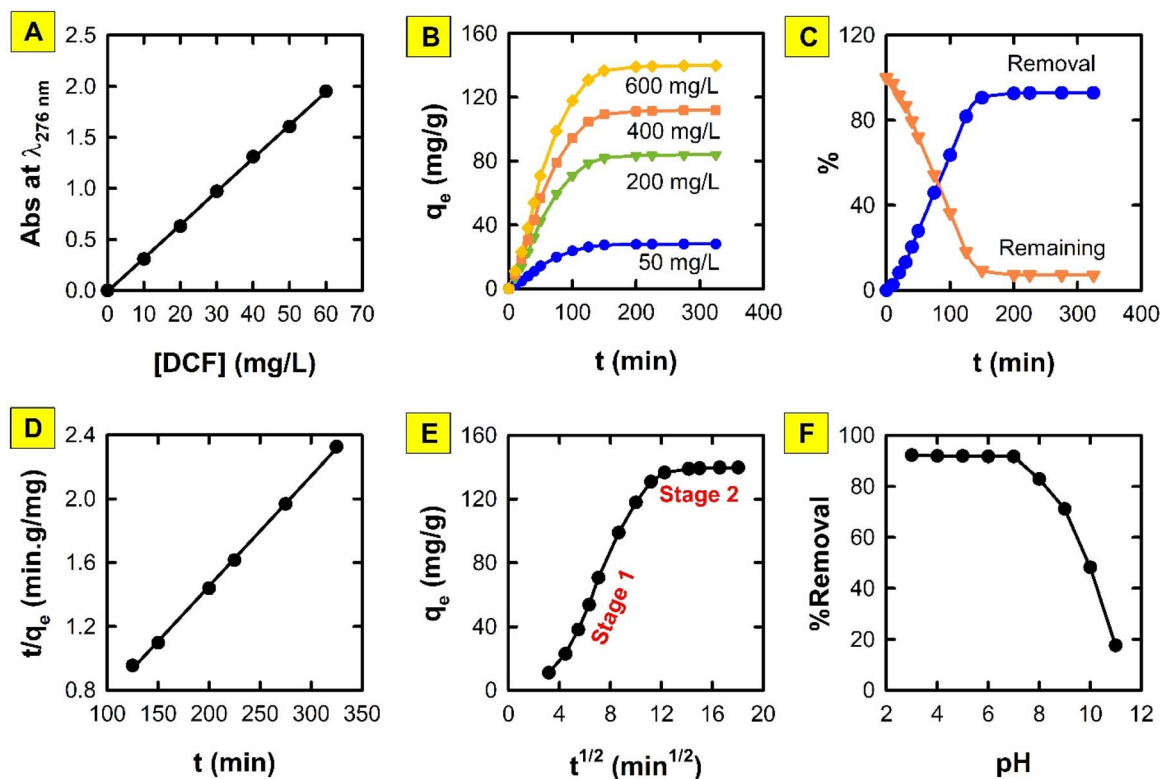 A
Abs at λ276 nm
2.5
2.0
1.5
1.0
0.5
0.0
0 10 20 30 40 50 60 70
[DCF] (mg/L)
B
qe (mg/g)
160
120
80
40
0
600 mg/L
400 mg/L
200 mg/L
50 mg/L
0 100 200 300 400
t (min)
C
%
120
80
40
0
Removal
Remaining
0 100 200 300 400
t (min)
D
t/qe (min.g/mg)
2.4
2.0
1.6
1.2
0.8
100 150 200 250 300 350
t (min)
E
qe (mg/g)
160
120
80
40
0
Stage 1
Stage 2
0 4 8 12 16 20
t1/2 (min1/2)
F
%Removal
100
80
60
40
20
0
2 4 6 8 10 12
pH